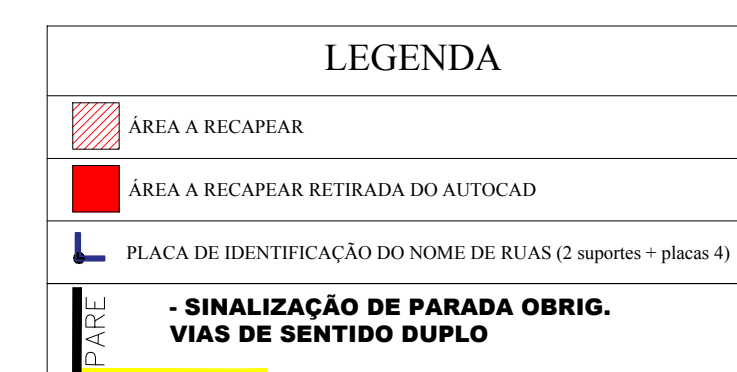 LEGENDA
ÁREA A RECAPEAR
ÁREA A RECAPEAR RETIRADA DO AUTOCAD
PLACA DE IDENTIFICAÇÃO DO NOME DE RUAS (2 suportes + placas 4)
PARE
- SINALIZAÇÃO DE PARADA OBRIG.
VIAS DE SENTIDO DUPLO